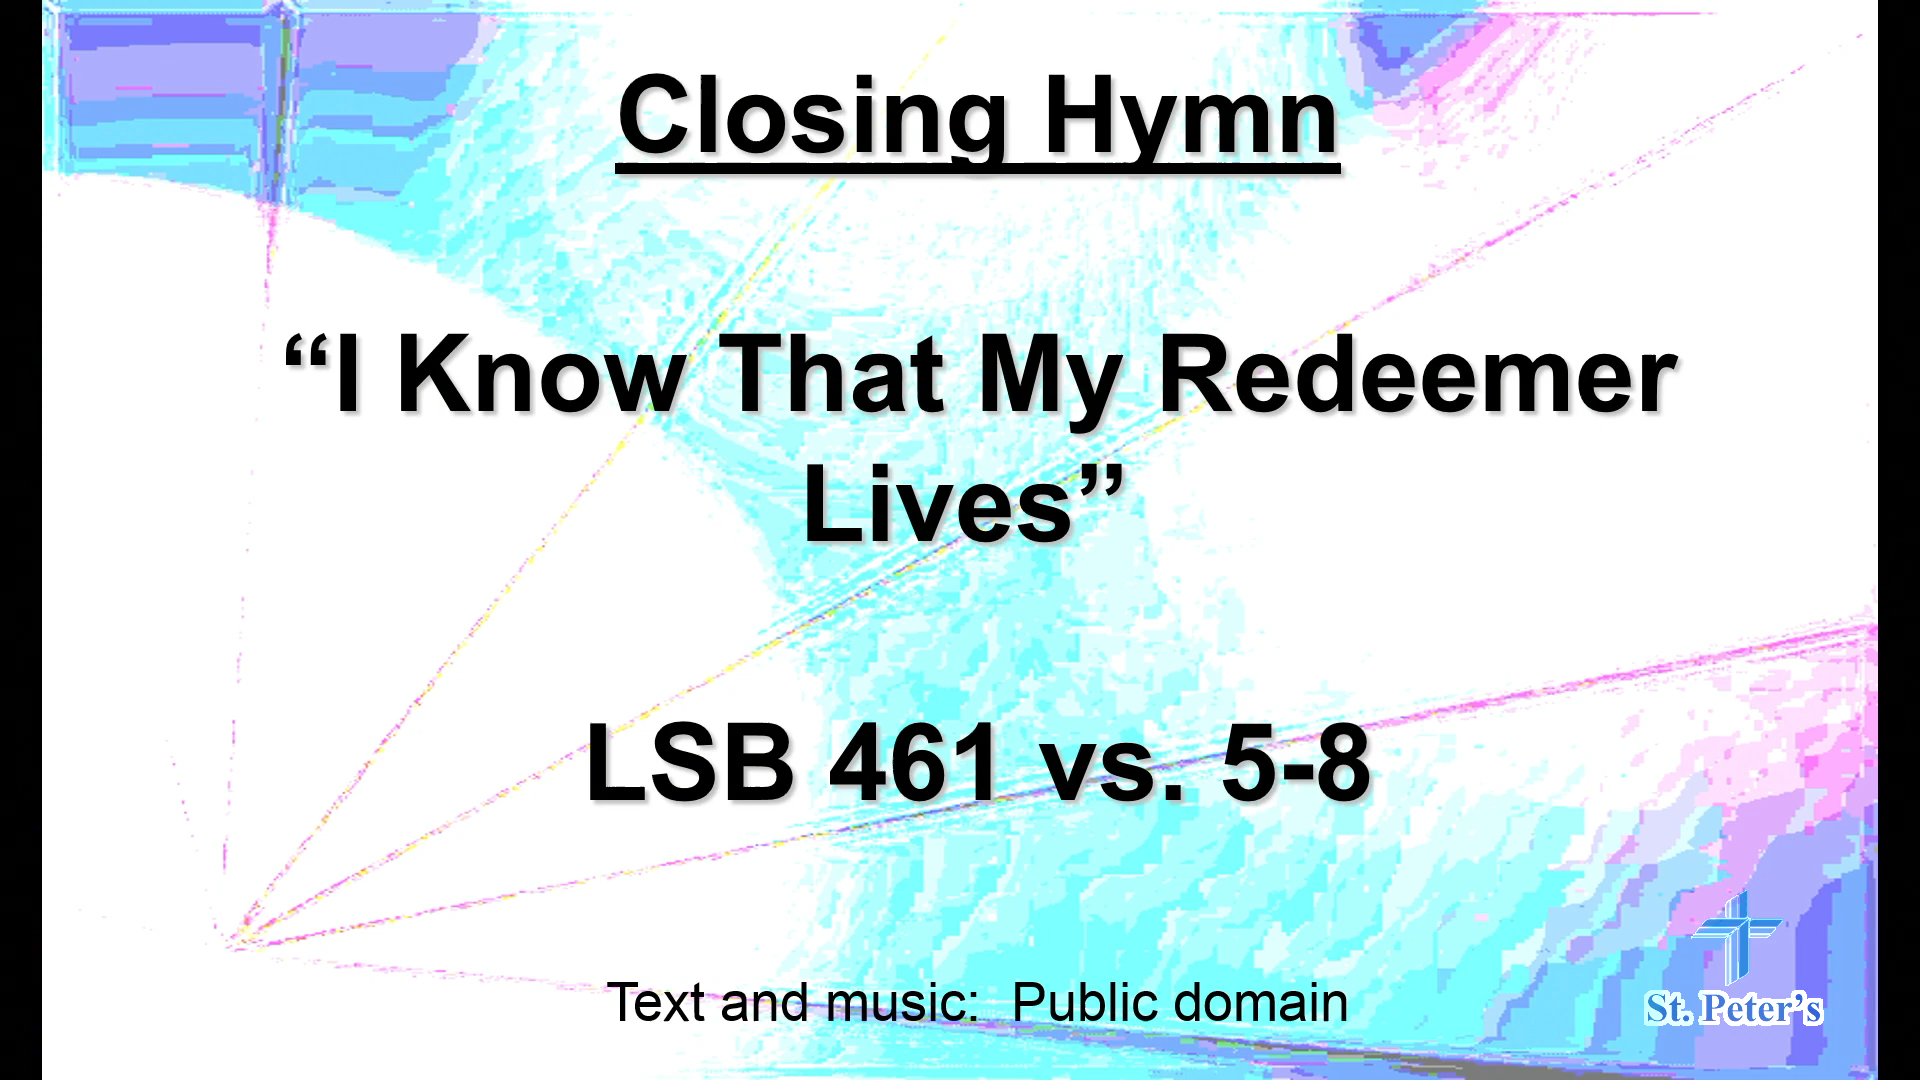 Closing Hymn
“I Know That My Redeemer
Lives”
LSB 461 vs. 5-8
Text and music:  Public domain
St. Peter’s